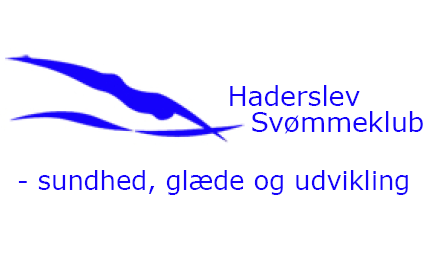 Haderslev
Svømmeklub
- sundhed, glæde og udvikling